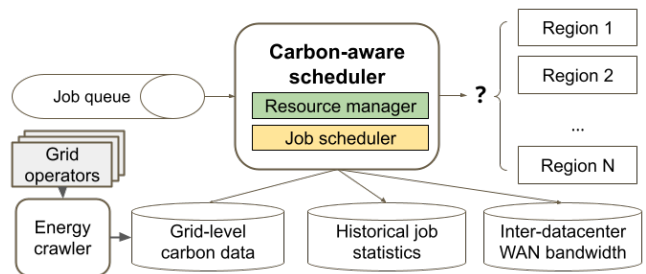 Carbon-aware
scheduler
Resource manager
Job scheduler
Job queue
?
Region 1
Region 2
...
Region N
Grid
operators
Energy
crawler
Grid-level
carbon data
Historical job
statistics
Inter-datacenter
WAN bandwidth